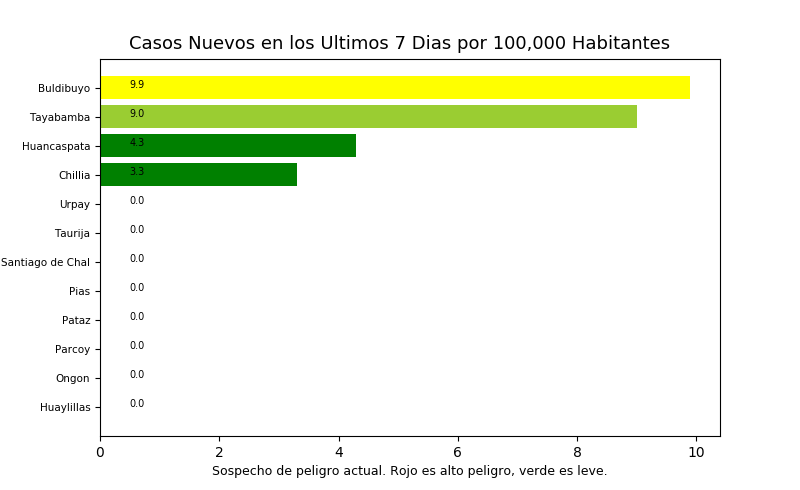 Casos Nuevos en los Ultimos 7 Dias por 100,000 Habitantes
Buldibuyo 9.9
Tayabamba 9.0
Huancaspata 4.3
Chillia 3.3
Urpay 0.0
Taurija 0.0
Santiago de Chal 0.0
Pias 0.0
Pataz 0.0
Parcoy 0.0
Ongon 0.0
Huaylillas 0.0
0 2 4 6 8 10
Sospecho de peligro actual. Rojo es alto peligro, verde es leve.